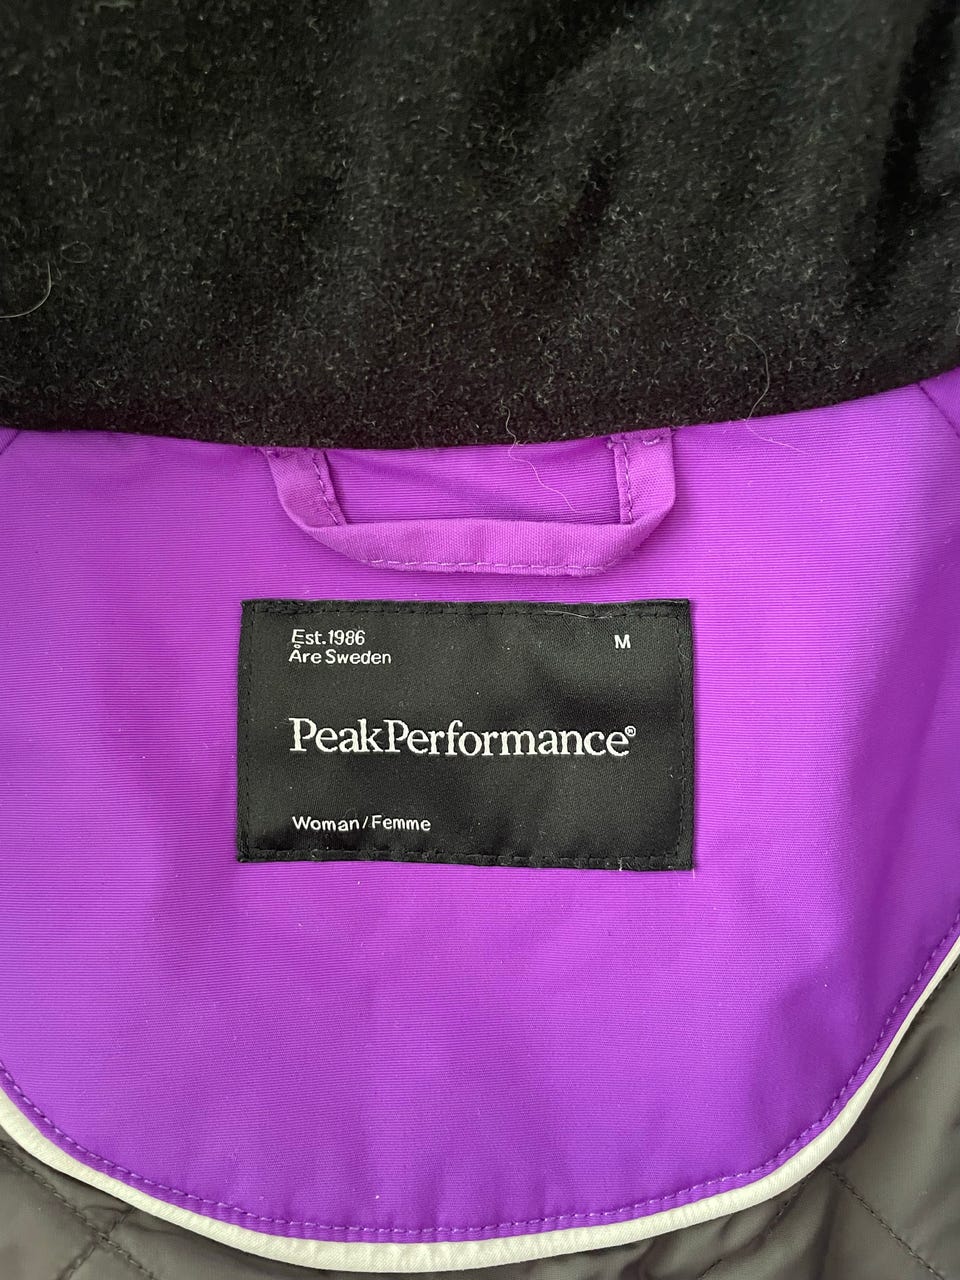 Est.1986
Åre Sweden
M
PeakPerformance®
Woman/Femme